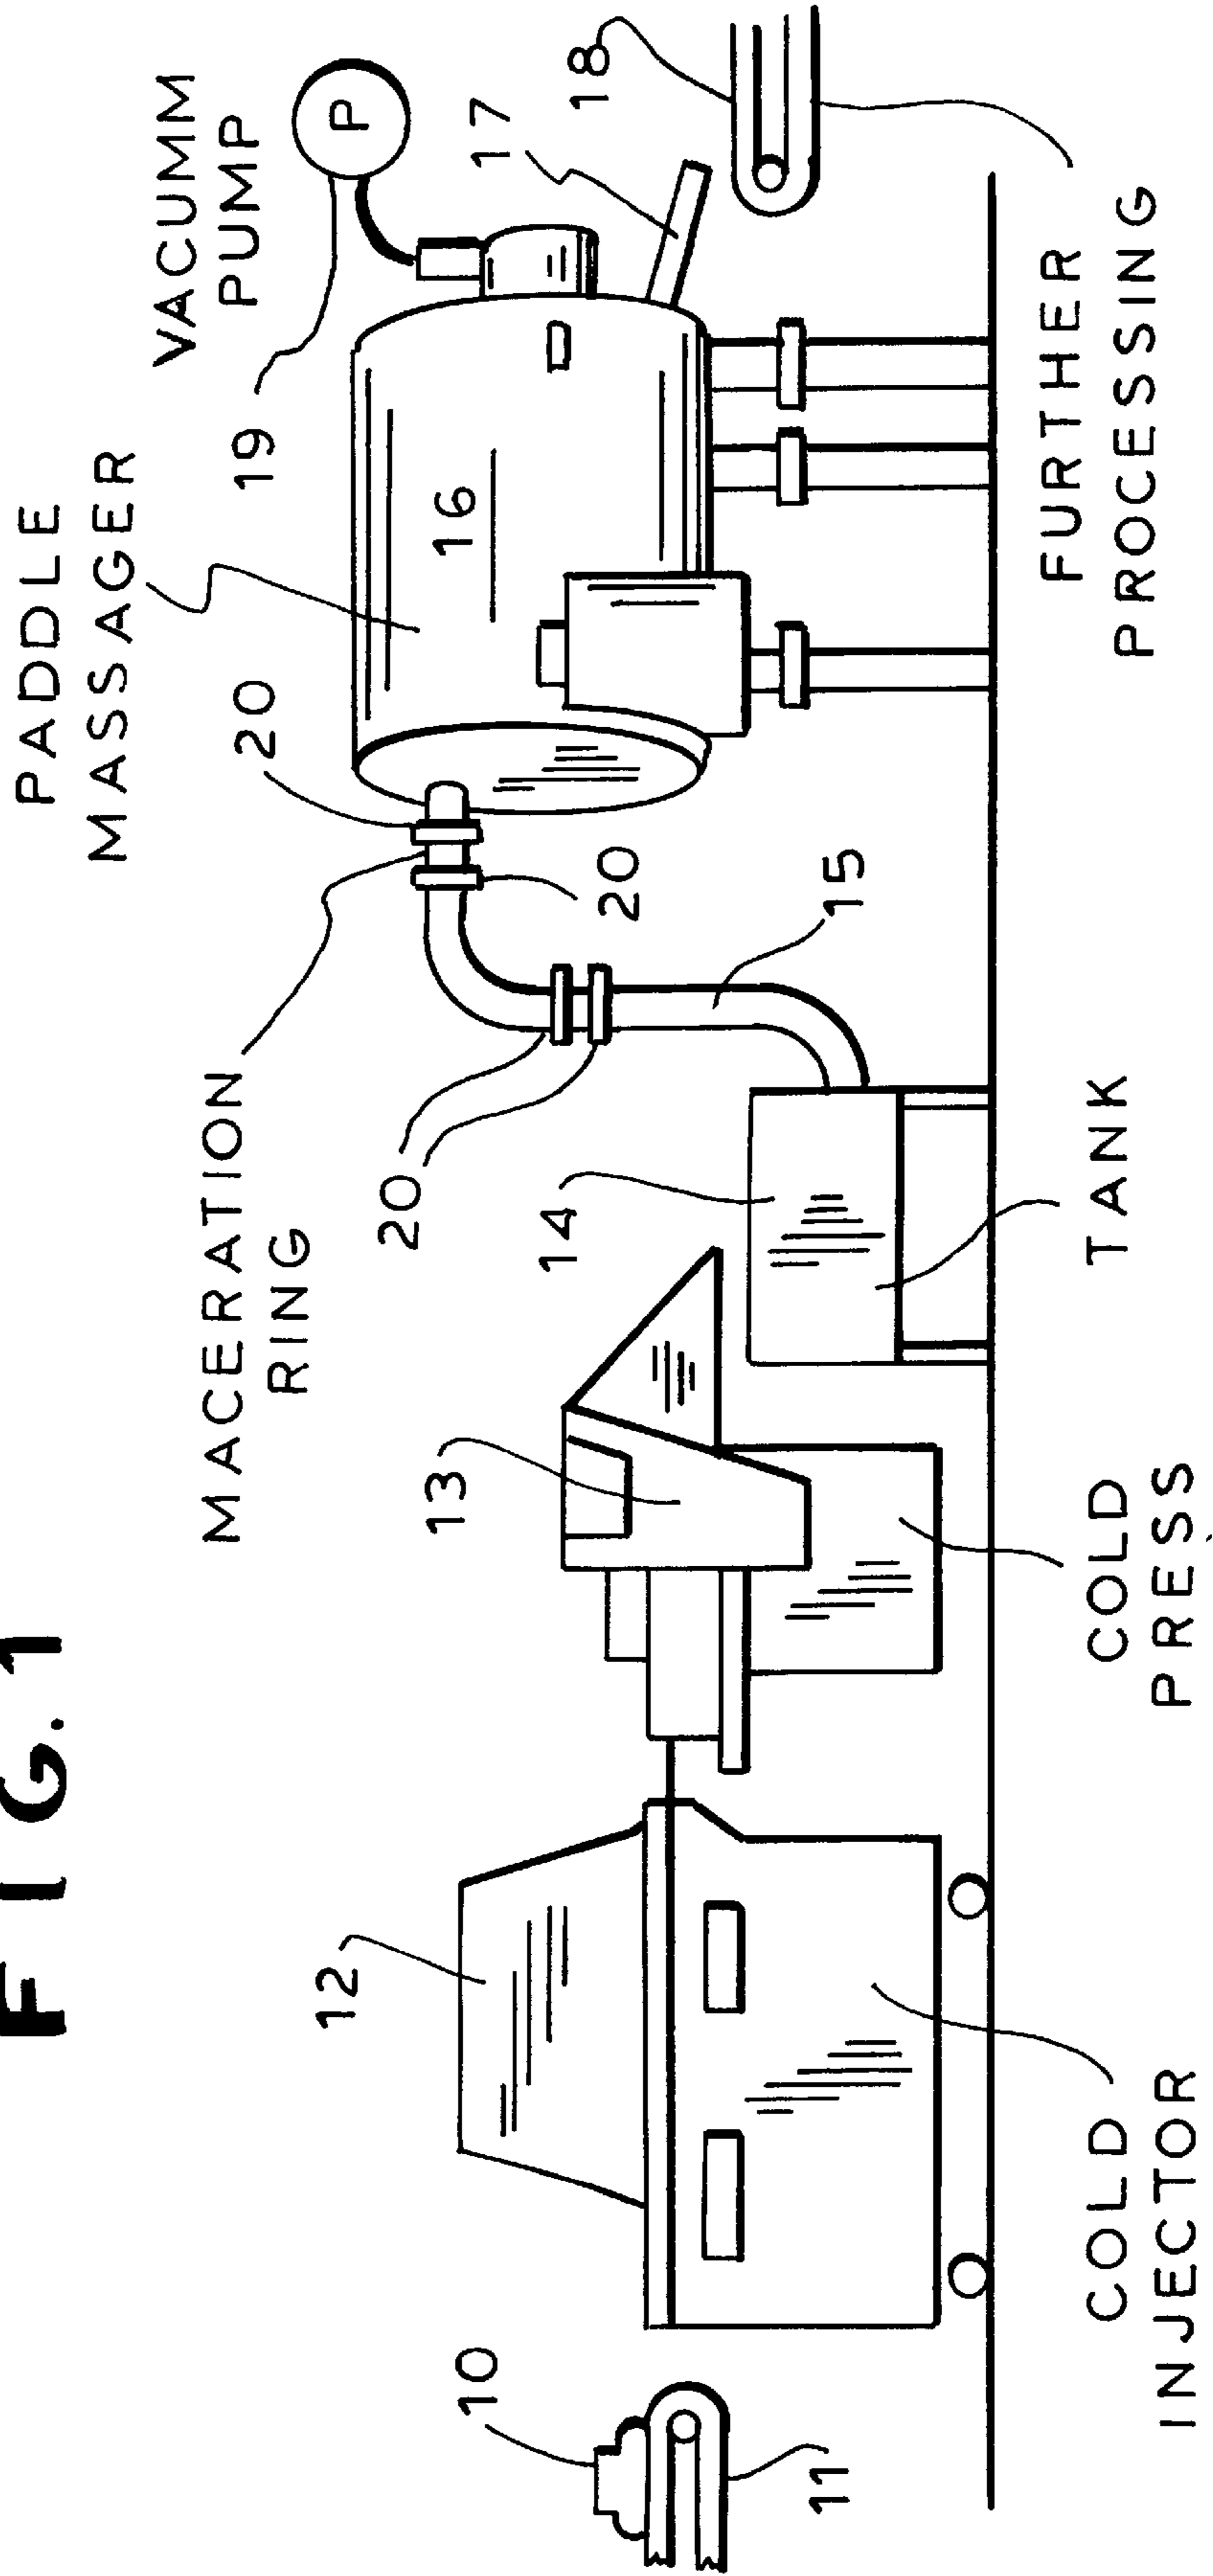 FIG. 1
PADDLE
MASSAGER
VACUMM
PUMP
P
19
20
16
MACERATION
RING
17
18
20
20
15
14
13
12
10
11
COLD
INJECTOR
COLD
PRESS
TANK
FURTHER
PROCESSING